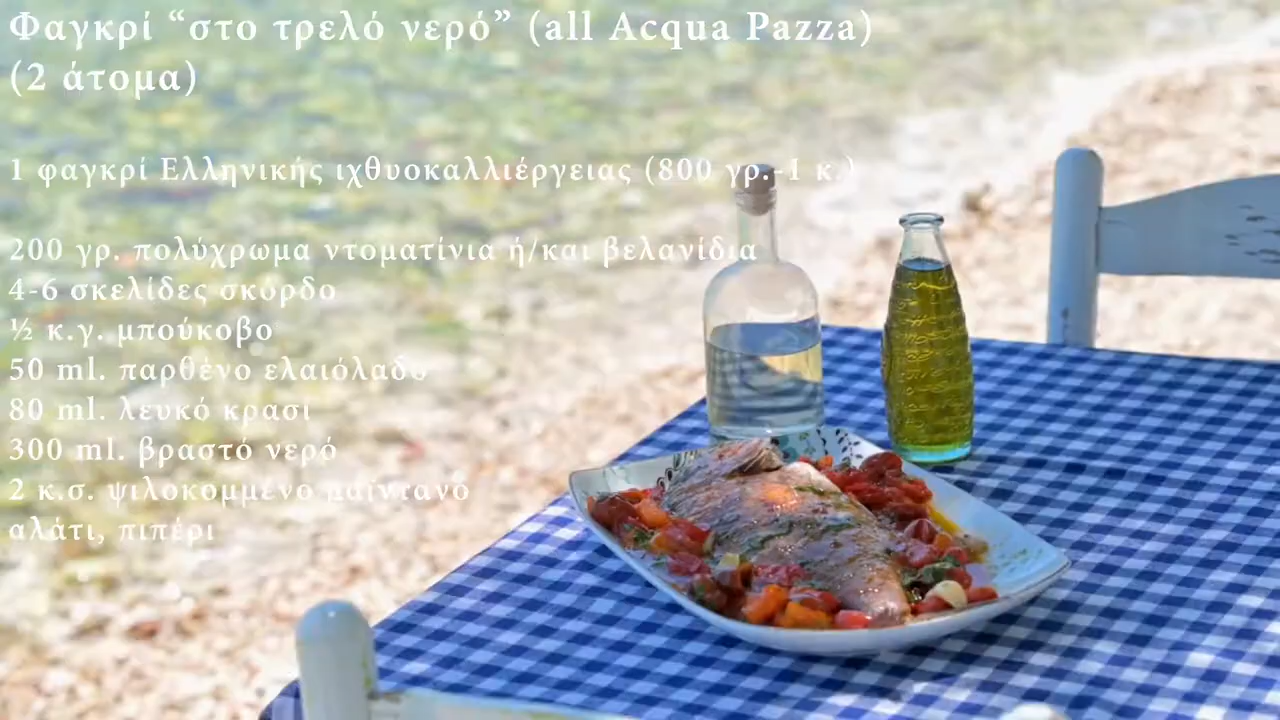 Φαγκρί “στο τρελό νερό” (all Acqua Pazza)
(2 άτομα)
1 φαγκρί Ελληνικής ιχθυοκαλλιέργειας (800 γρ.-1 κ.)
200 γρ. πολύχρωμα ντοματίνια ή/και βελανίδια
4-6 σκελίδες σκόρδο
½ κ.γ. μπούκοβο
50 ml. παρθένο ελαιόλαδο
80 ml. λευκό κρασι
300 ml. βραστό νερό
2 κ.σ. ψιλοκομμένο μαϊντανό
αλάτι, πιπέρι